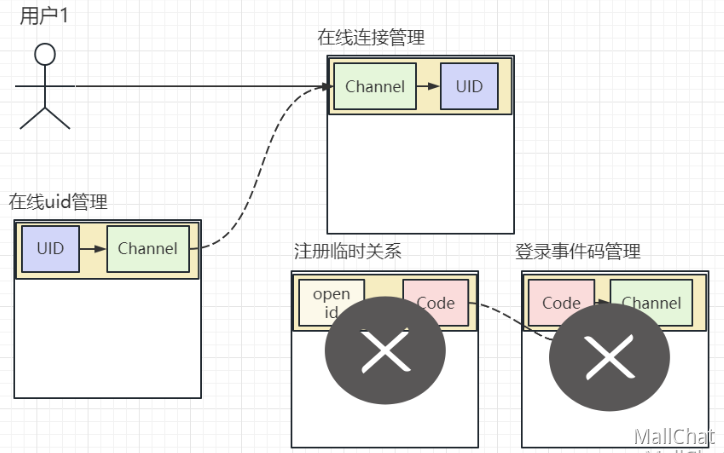 用户1
在线连接管理
Channel
UID
在线uid管理
UID
Channel
注册临时关系
登录事件码管理
open
id
Code
Code
Channel
MallChat